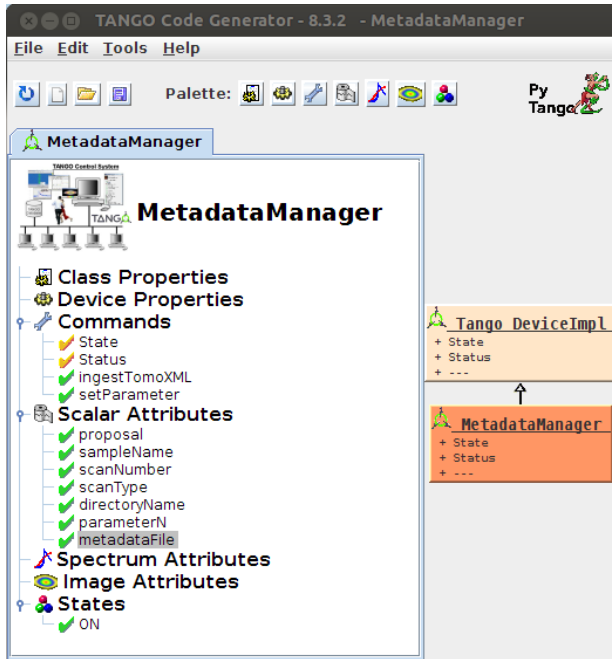 TANGO Code Generator - 8.3.2 - MetadataManager
File Edit Tools Help
Palette:
Py
Tango
MetadataManager
TANGO Control System
TANGO
MetadataManager
Class Properties
Device Properties
Commands
State
Status
ingestTomoXML
setParameter
Scalar Attributes
proposal
sampleName
scanNumber
scanType
directoryName
parameterN
metadataFile
Spectrum Attributes
Image Attributes
States
ON
Tango DeviceImpl
+ State
+ Status
+ ---
MetadataManager
+ State
+ Status
+ ---